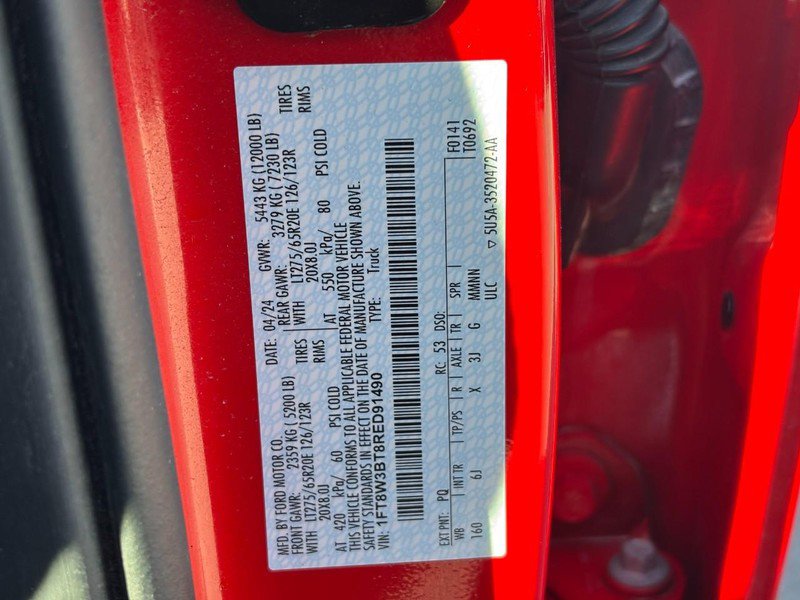 MFD. BY FORD MOTOR CO. DATE: 04/24 GVWR: 5443 KG (12000 LB)
FRONT GAWR: 2359 KG ( 5200 LB) REAR GAWR: 3279 KG ( 7230 LB)
WITH LT275/65R20E 126/123R TIRES WITH LT275/65R20E 126/123R TIRES
20X8.0J RIMS 20X8.0J RIMS
AT 420 kPa/ 60 PSI COLD AT 550 kPa/ 80 PSI COLD
THIS VEHICLE CONFORMS TO ALL APPLICABLE FEDERAL MOTOR VEHICLE
SAFETY STANDARDS IN EFFECT ON THE DATE OF MANUFACTURE SHOWN ABOVE.
VIN: 1FT8W3BT8RED91490 TYPE: Truck
F0141
T0692
EXT PNT: PQ RC: 53 DSO:
WB INT TR TP/PS R AXLE TR SPR
160 6J X 3J G MMNNN
ULC ▽ 5U5A-3520472-AA